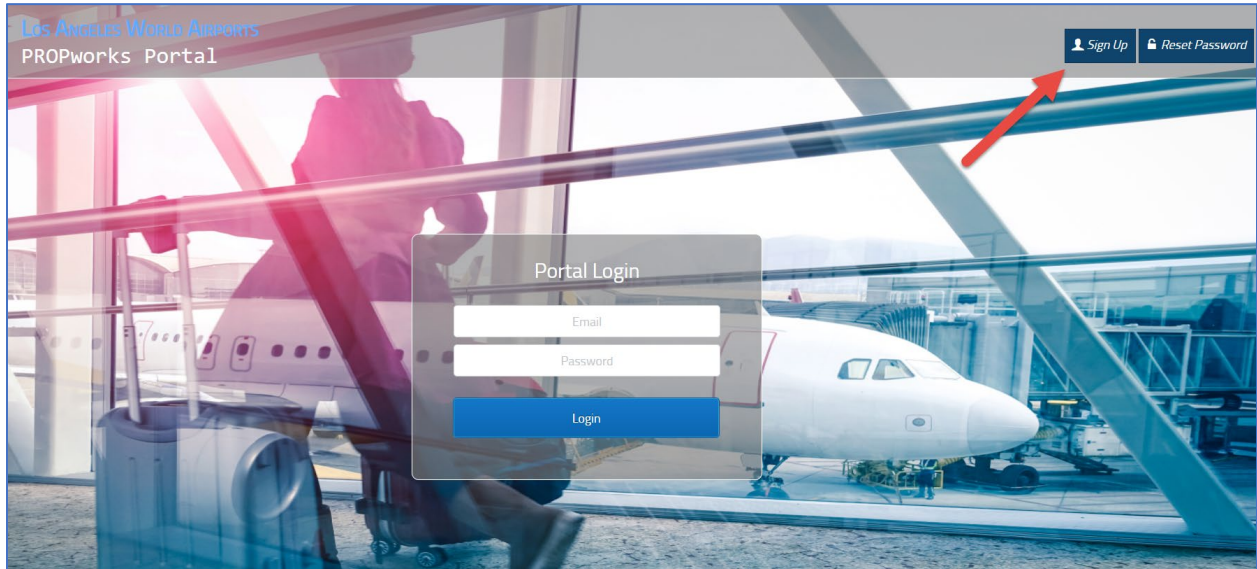 Los Angeles World Airports
PROPworks Portal
Sign Up
Reset Password
Portal Login
Email
Password
Login